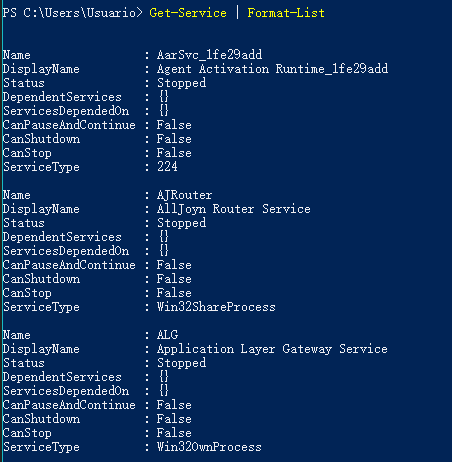 PS C:\Users\Usuario> Get-Service | Format-List
Name                : AarSvc_1fe29add
DisplayName         : Agent Activation Runtime_1fe29add
Status              : Stopped
DependentServices   : {}
ServicesDependedOn  : {}
CanPauseAndContinue : False
CanShutdown         : False
CanStop             : False
ServiceType         : 224
Name                : AJRouter
DisplayName         : AllJoyn Router Service
Status              : Stopped
DependentServices   : {}
ServicesDependedOn  : {}
CanPauseAndContinue : False
CanShutdown         : False
CanStop             : False
ServiceType         : Win32ShareProcess
Name                : ALG
DisplayName         : Application Layer Gateway Service
Status              : Stopped
DependentServices   : {}
ServicesDependedOn  : {}
CanPauseAndContinue : False
CanShutdown         : False
CanStop             : False
ServiceType         : Win32OwnProcess